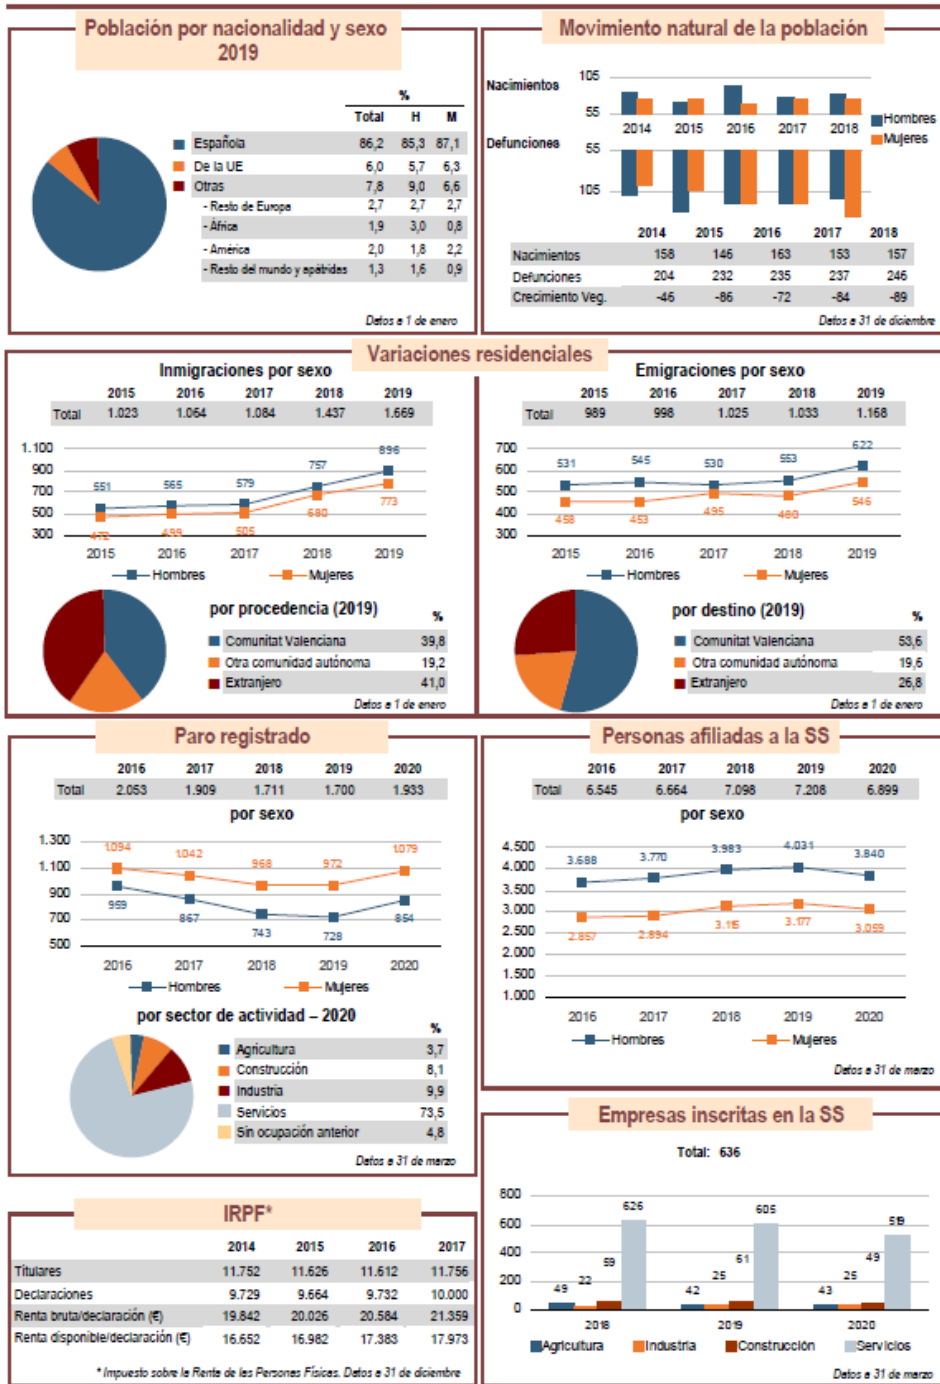 Población por nacionalidad y sexo
2019
%
Total H M
Española 86,2 85,3 87,1
De la UE 6,0 5,7 6,3
Otras 7,8 9,0 6,6
- Resto de Europa 2,7 2,7 2,7
- África 1,9 3,0 0,8
- América 2,0 1,8 2,2
- Resto del mundo y apátridas 1,3 1,6 0,9
Datos a 1 de enero
Movimiento natural de la población
Nacimientos
105
55
2014 2015 2016 2017 2018
Hombres
Mujeres
Defunciones
55
105
2014 2015 2016 2017 2018
Nacimientos 158 146 163 153 157
Defunciones 204 232 235 237 246
Crecimiento Veg. -46 -86 -72 -84 -89
Datos a 31 de diciembre
Variaciones residenciales
Inmigraciones por sexo
2015 2016 2017 2018 2019
Total 1.023 1.064 1.084 1.437 1.669
1.100
900
700
500
300
551 565 579 757 896
472 499 505 680 773
2015 2016 2017 2018 2019
Hombres Mujeres
por procedencia (2019)
%
Comunitat Valenciana 39,8
Otra comunidad autónoma 19,2
Extranjero 41,0
Datos a 1 de enero
Emigraciones por sexo
2015 2016 2017 2018 2019
Total 989 998 1.025 1.033 1.168
700
600
500
400
300
531 545 530 553 622
458 453 495 480 546
2015 2016 2017 2018 2019
Hombres Mujeres
por destino (2019)
%
Comunitat Valenciana 53,6
Otra comunidad autónoma 19,6
Extranjero 26,8
Datos a 1 de enero
Paro registrado
2016 2017 2018 2019 2020
Total 2.053 1.909 1.711 1.700 1.933
por sexo
1.300
1.100
900
700
500
1.094 1.042 968 972 1.079
959 867 743 728 854
2016 2017 2018 2019 2020
Hombres Mujeres
por sector de actividad – 2020
%
Agricultura 3,7
Construcción 8,1
Industria 9,9
Servicios 73,5
Sin ocupación anterior 4,8
Datos a 31 de marzo
Personas afiliadas a la SS
2016 2017 2018 2019 2020
Total 6.545 6.664 7.098 7.208 6.899
por sexo
4.500
4.000
3.500
3.000
2.500
2.000
1.500
1.000
3.688 3.770 3.983 4.031 3.840
2.857 2.894 3.115 3.177 3.059
2016 2017 2018 2019 2020
Hombres Mujeres
Datos a 31 de marzo
Empresas inscritas en la SS
Total: 636
800
600
400
200
0
49 22 59 626
42 25 61 605
43 25 49 519
2018 2019 2020
Agricultura Industria Construcción Servicios
Datos a 31 de marzo
IRPF*
2014 2015 2016 2017
Titulares 11.752 11.626 11.612 11.756
Declaraciones 9.729 9.664 9.732 10.000
Renta bruta/declaración (€) 19.842 20.026 20.584 21.359
Renta disponible/declaración (€) 16.652 16.982 17.383 17.973
* Impuesto sobre la Renta de las Personas Físicas. Datos a 31 de diciembre